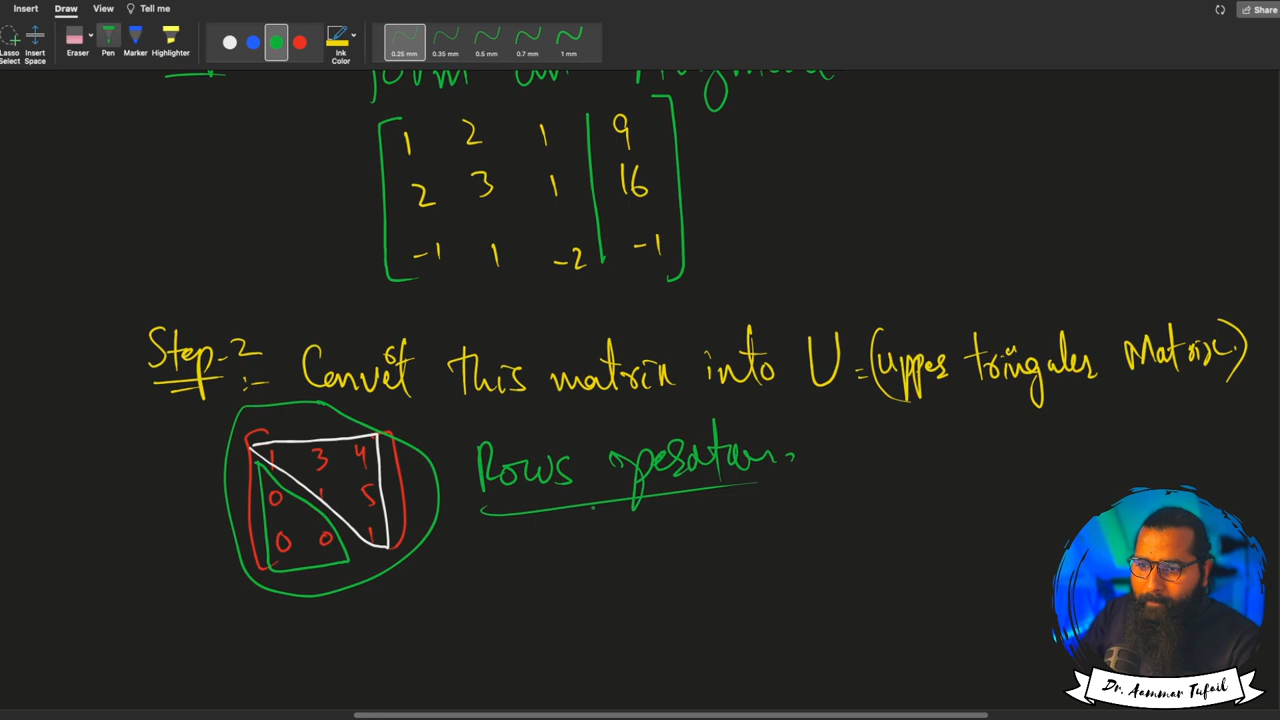 Insert Draw View Tell me Share
Lasso Select Insert Space Eraser Pen Marker Highlighter Ink Color 0.25 mm 0.35 mm 0.5 mm 0.7 mm 1 mm
1 2 1 9
2 3 1 16
-1 1 -2 -1
Step-2 :- Convert This matrix into U = (upper triangular Matrix.)
1 3 4
0 1 5
0 0 1
Rows operation.
Dr. Aammar Tufail